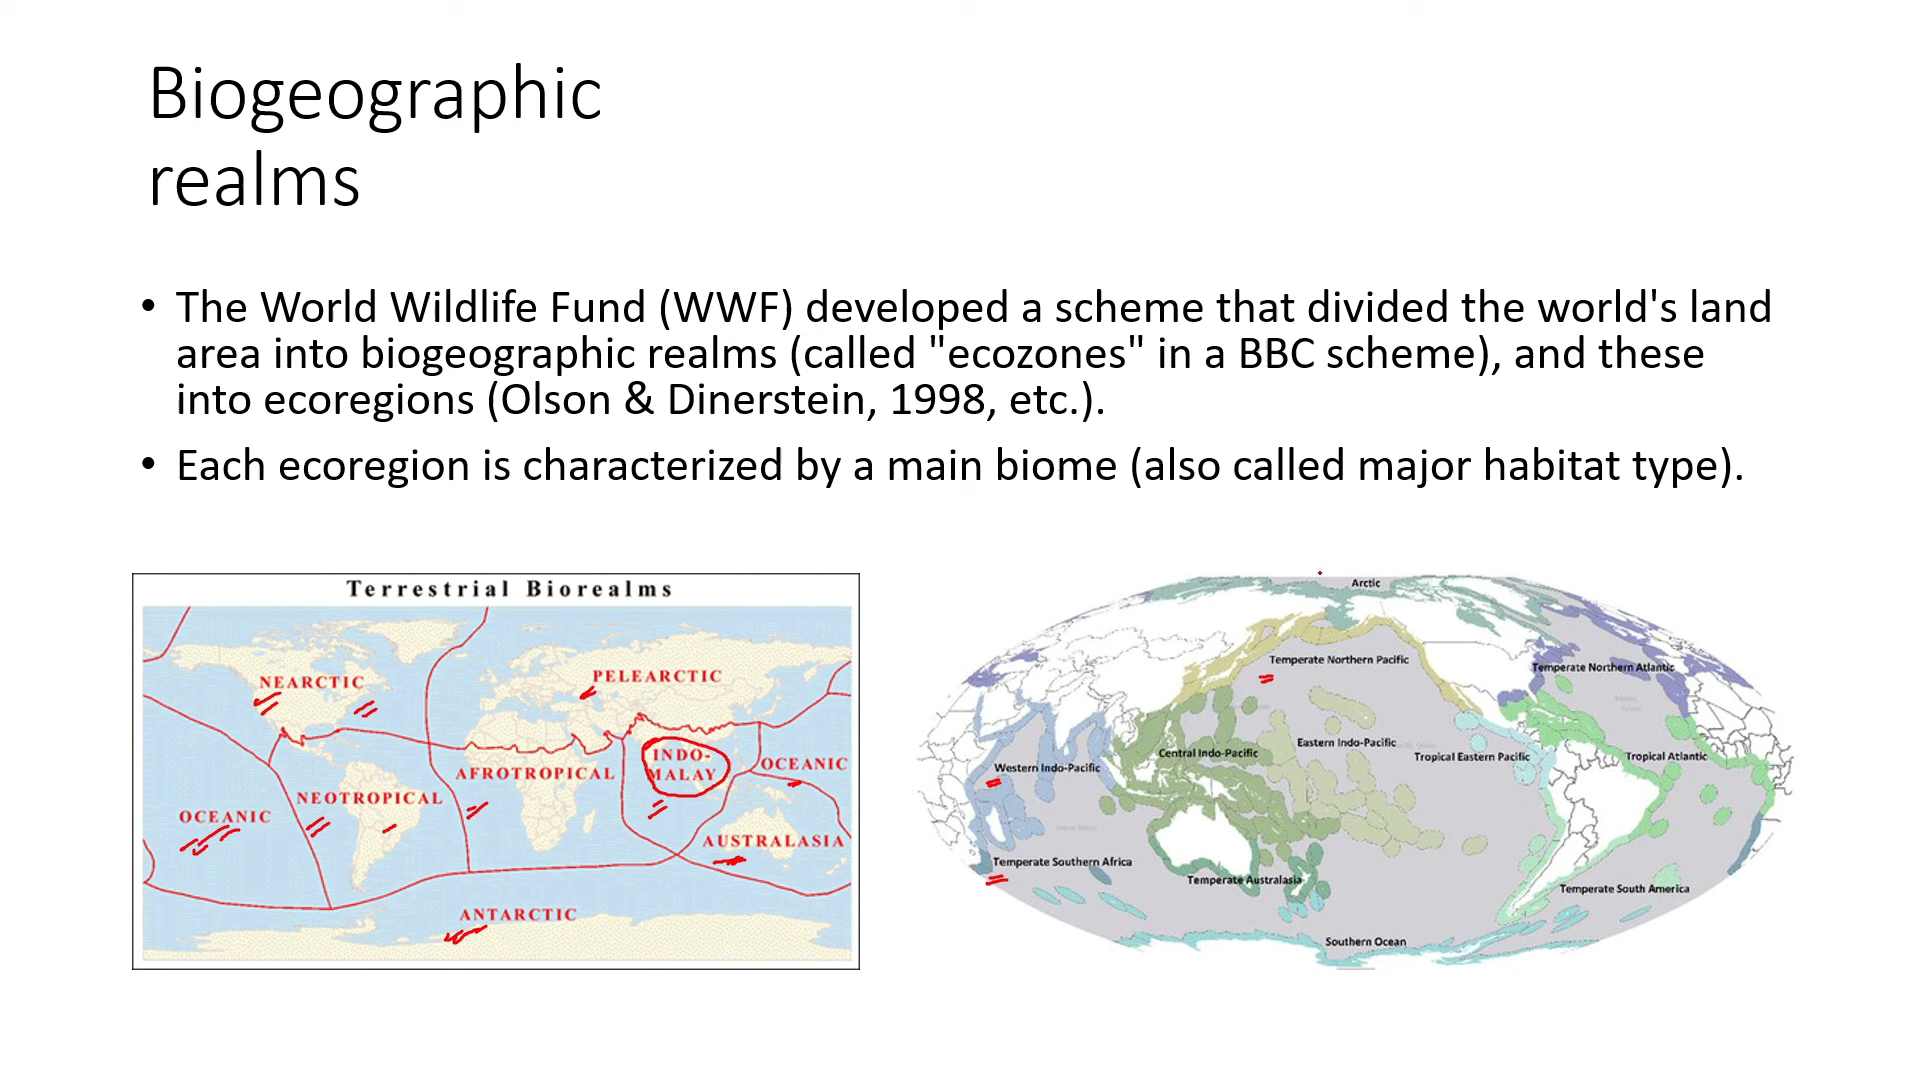 Biogeographic
realms
• The World Wildlife Fund (WWF) developed a scheme that divided the world's land
area into biogeographic realms (called "ecozones" in a BBC scheme), and these
into ecoregions (Olson & Dinerstein, 1998, etc.).
• Each ecoregion is characterized by a main biome (also called major habitat type).
Terrestrial Biorealms
NEARCTIC
PELEARCTIC
INDO-
MALAY
OCEANIC
AFROTROPICAL
NEOTROPICAL
OCEANIC
AUSTRALASIA
ANTARCTIC
Arctic
Temperate Northern Pacific
Temperate Northern Atlantic
Central Indo-Pacific
Eastern Indo-Pacific
Tropical Eastern Pacific
Tropical Atlantic
Western Indo-Pacific
Temperate Southern Africa
Temperate Australasia
Temperate South America
Southern Ocean